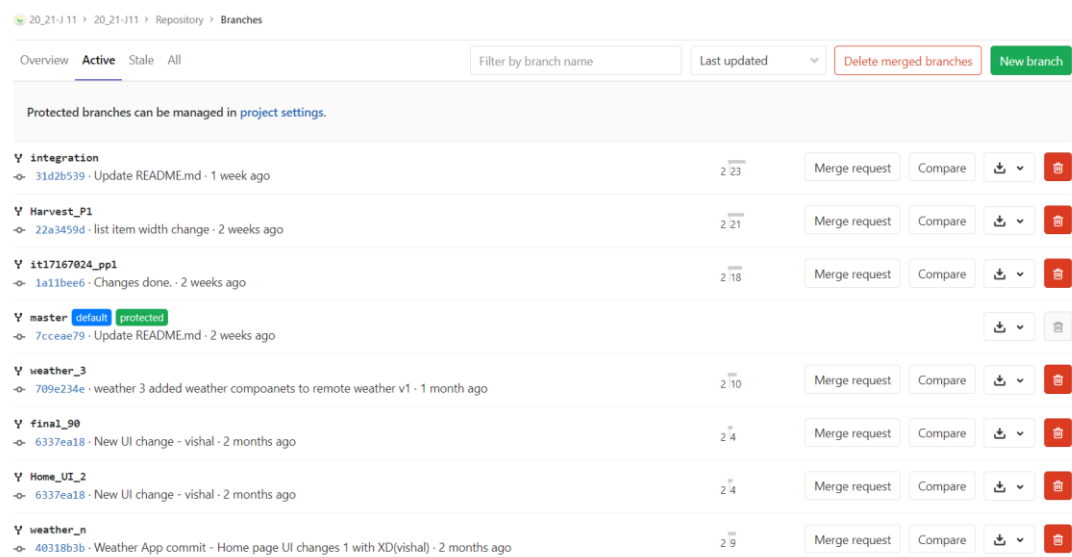 20_21-J 11 > 20_21-J11 > Repository > Branches
Overview Active Stale All Filter by branch name Last updated Delete merged branches New branch
Protected branches can be managed in project settings.
integration
31d2b539 · Update README.md · 1 week ago
2 23 Merge request Compare
Harvest_P1
22a3459d · list item width change · 2 weeks ago
2 21 Merge request Compare
it17167024_pp1
1a11bee6 · Changes done. · 2 weeks ago
2 18 Merge request Compare
master default protected
7cceae79 · Update README.md · 2 weeks ago
weather_3
709e234e · weather 3 added weather compoanets to remote weather v1 · 1 month ago
2 10 Merge request Compare
final_90
6337ea18 · New UI change - vishal · 2 months ago
2 4 Merge request Compare
Home_UI_2
6337ea18 · New UI change - vishal · 2 months ago
2 4 Merge request Compare
weather_n
40318b3b · Weather App commit - Home page UI changes 1 with XD(vishal) · 2 months ago
2 9 Merge request Compare